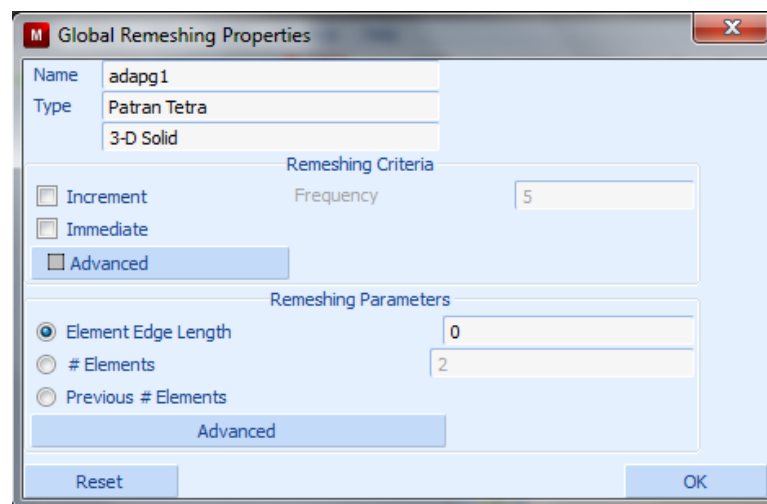 M Global Remeshing Properties X
Name adapg1
Type Patran Tetra
3-D Solid
Remeshing Criteria
Increment Frequency 5
Immediate
Advanced
Remeshing Parameters
Element Edge Length 0
# Elements 2
Previous # Elements
Advanced
Reset OK